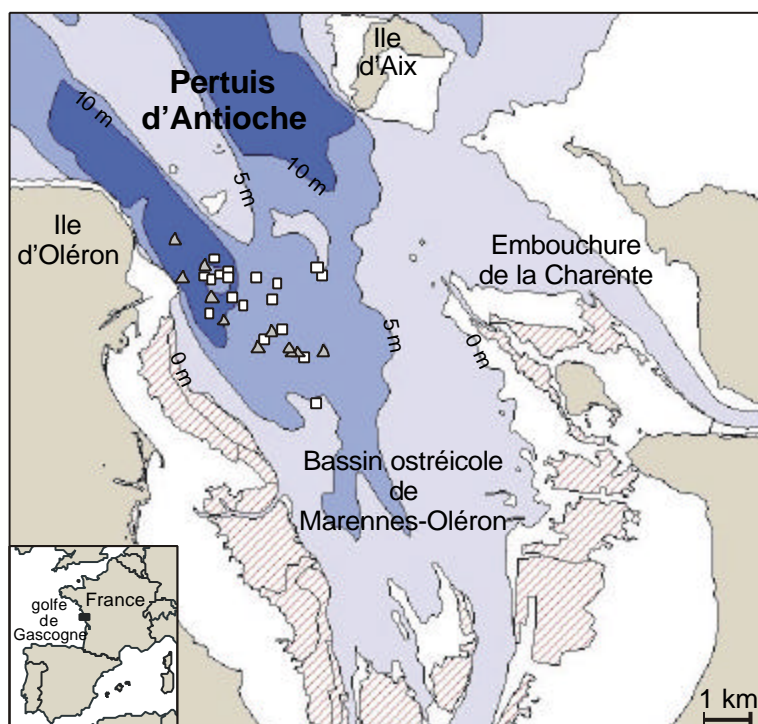 Ile
d'Aix
Pertuis
d'Antioche
10 m
10 m
5 m
Ile
d'Oléron
Embouchure
de la Charente
5 m
0 m
0 m
Bassin ostréicole
de
Marennes-Oléron
France
golfe
de
Gascogne
1 km